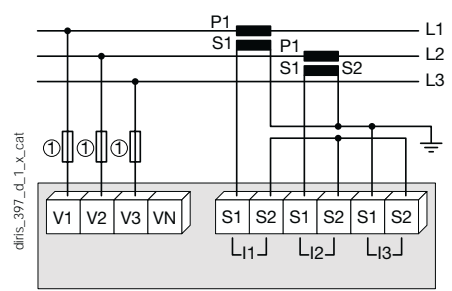 P1 L1
S1 P1 L2
S1 S2
L3
① ① ①
diris_397_d_1_x_cat
V1 V2 V3 VN S1 S2 S1 S2 S1 S2
I1 I2 I3